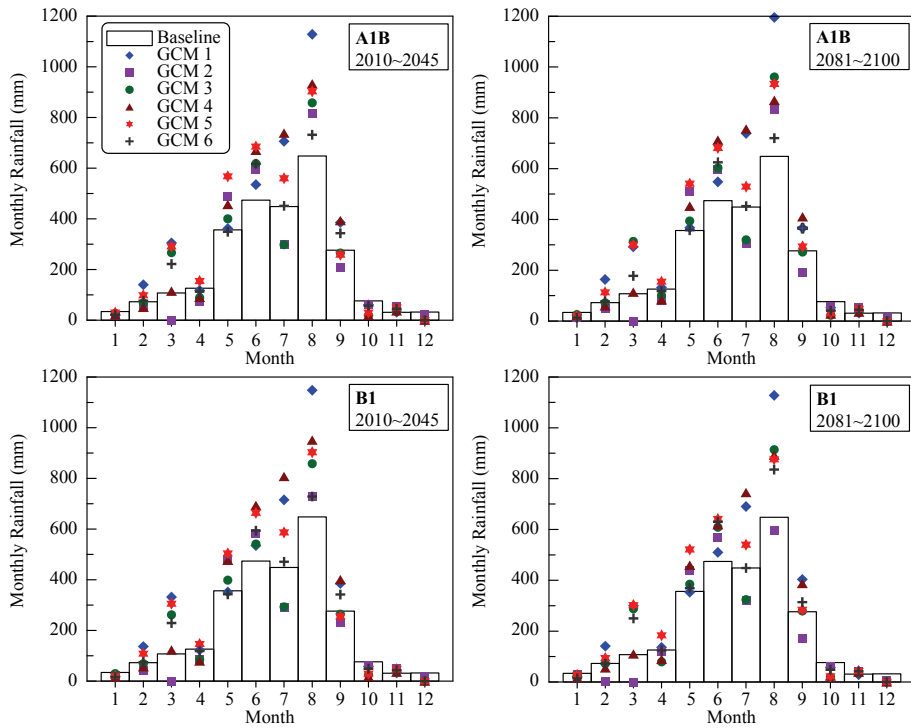 1200
1000
800
600
400
200
0
Monthly Rainfall (mm)
Baseline
GCM 1
GCM 2
GCM 3
GCM 4
GCM 5
GCM 6
A1B
2010~2045
1 2 3 4 5 6 7 8 9 10 11 12
Month
1200
1000
800
600
400
200
0
Monthly Rainfall (mm)
A1B
2081~2100
1 2 3 4 5 6 7 8 9 10 11 12
Month
1200
1000
800
600
400
200
0
Monthly Rainfall (mm)
B1
2010~2045
1 2 3 4 5 6 7 8 9 10 11 12
Month
1200
1000
800
600
400
200
0
Monthly Rainfall (mm)
B1
2081~2100
1 2 3 4 5 6 7 8 9 10 11 12
Month